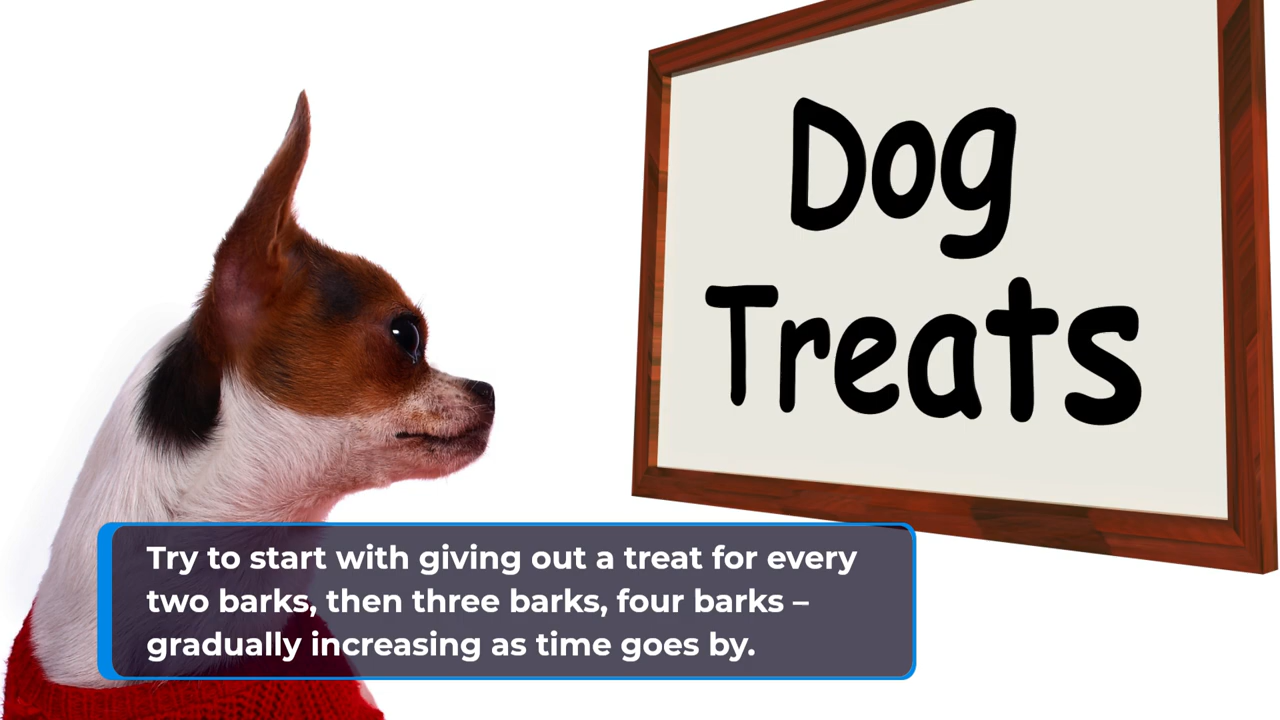 Dog
Treats
Try to start with giving out a treat for every
two barks, then three barks, four barks –
gradually increasing as time goes by.